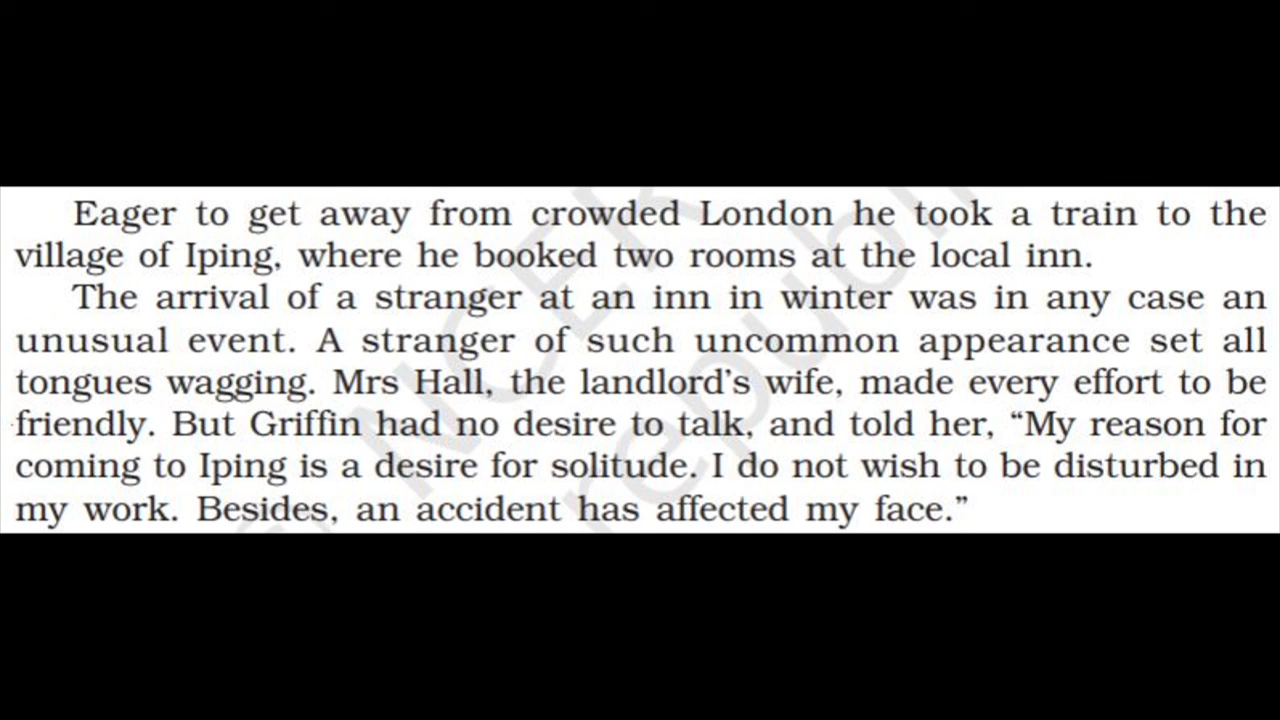 Eager to get away from crowded London he took a train to the
village of Iping, where he booked two rooms at the local inn.
The arrival of a stranger at an inn in winter was in any case an
unusual event. A stranger of such uncommon appearance set all
tongues wagging. Mrs Hall, the landlord’s wife, made every effort to be
friendly. But Griffin had no desire to talk, and told her, “My reason for
coming to Iping is a desire for solitude. I do not wish to be disturbed in
my work. Besides, an accident has affected my face.”